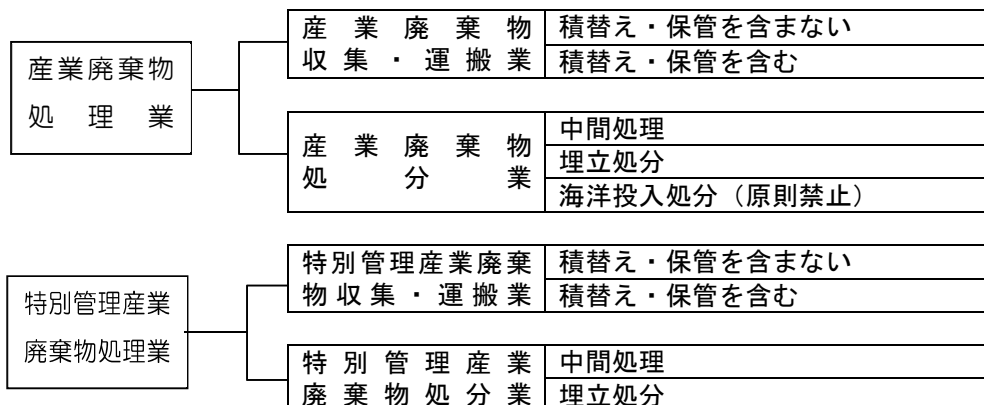 産業廃棄物
処理業
産業廃棄物
収集・運搬業
積替え・保管を含まない
積替え・保管を含む
産業廃棄物
処分業
中間処理
埋立処分
海洋投入処分（原則禁止）
特別管理産業
廃棄物処理業
特別管理産業廃棄
物収集・運搬業
積替え・保管を含まない
積替え・保管を含む
特別管理産業
廃棄物処分業
中間処理
埋立処分